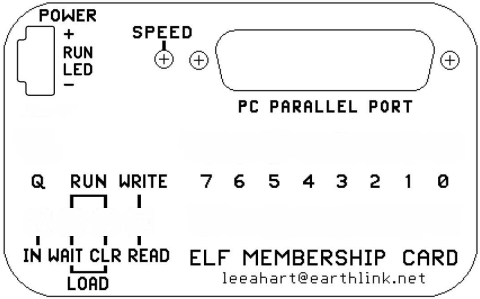 POWER
+
RUN
LED
–
SPEED
PC PARALLEL PORT
Q RUN WRITE 7 6 5 4 3 2 1 0
IN WAIT CLR READ
LOAD
ELF MEMBERSHIP CARD
leeahart@earthlink.net